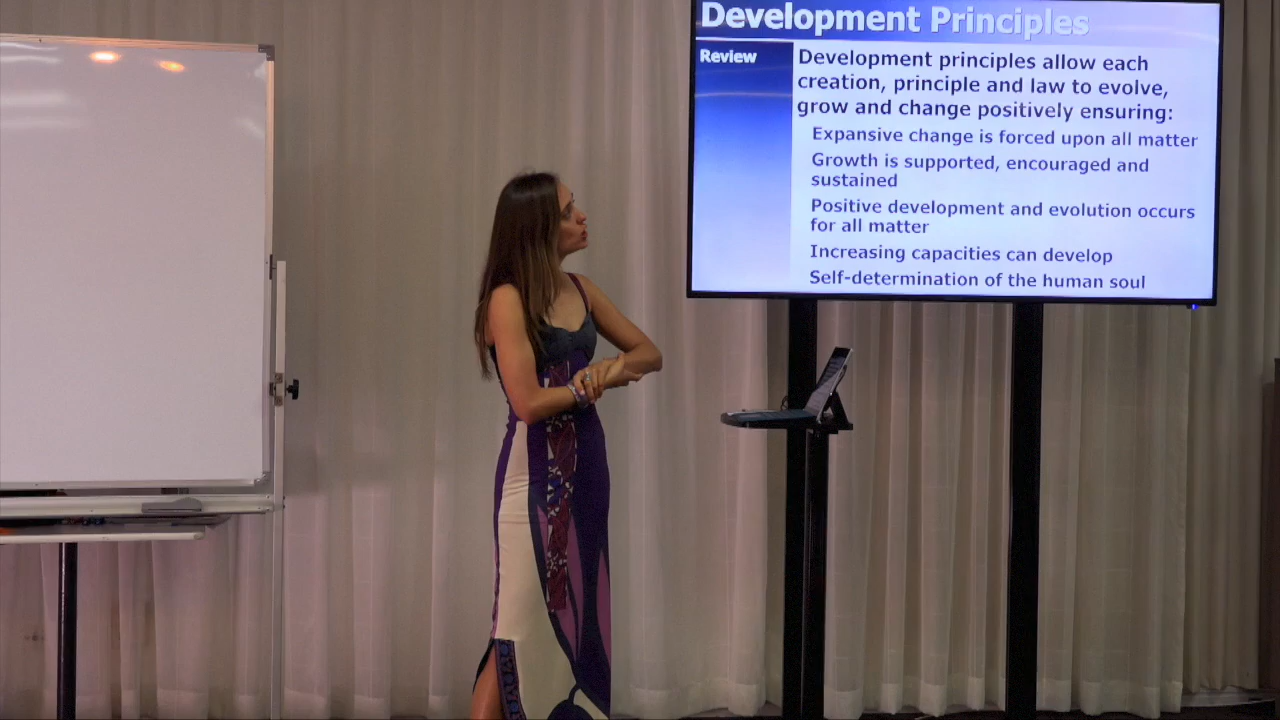 Development Principles
Review
Development principles allow each
creation, principle and law to evolve,
grow and change positively ensuring:
Expansive change is forced upon all matter
Growth is supported, encouraged and
sustained
Positive development and evolution occurs
for all matter
Increasing capacities can develop
Self-determination of the human soul